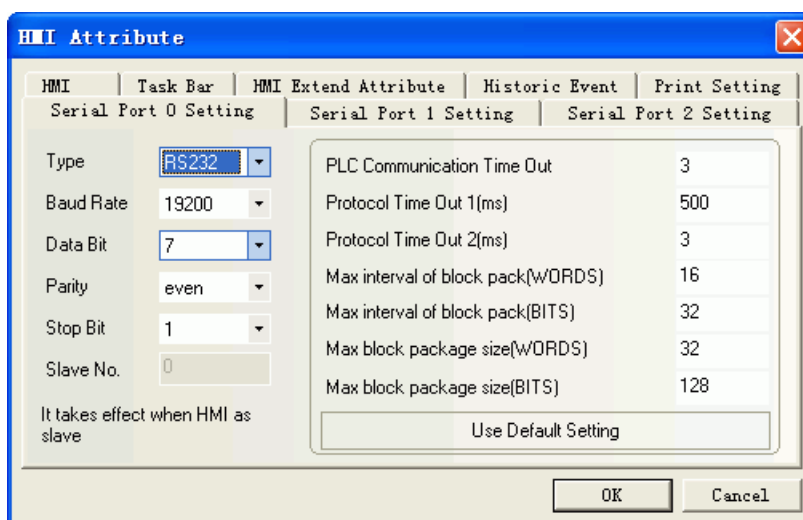 HMI Attribute
HMI Task Bar HMI Extend Attribute Historic Event Print Setting
Serial Port 0 Setting Serial Port 1 Setting Serial Port 2 Setting
Type RS232
Baud Rate 19200
Data Bit 7
Parity even
Stop Bit 1
Slave No. 0
It takes effect when HMI as
slave
PLC Communication Time Out 3
Protocol Time Out 1(ms) 500
Protocol Time Out 2(ms) 3
Max interval of block pack(WORDS) 16
Max interval of block pack(BITS) 32
Max block package size(WORDS) 32
Max block package size(BITS) 128
Use Default Setting
OK Cancel